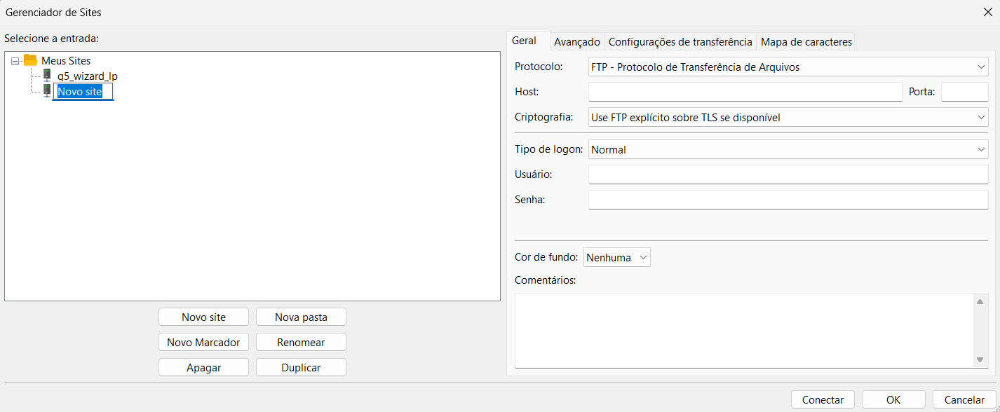 Gerenciador de Sites
Selecione a entrada:
Meus Sites
q5_wizard_lp
Novo site
Novo site
Nova pasta
Novo Marcador
Renomear
Apagar
Duplicar
Geral
Avançado
Configurações de transferência
Mapa de caracteres
Protocolo:
FTP - Protocolo de Transferência de Arquivos
Host:
Porta:
Criptografia:
Use FTP explícito sobre TLS se disponível
Tipo de logon:
Normal
Usuário:
Senha:
Cor de fundo:
Nenhuma
Comentários:
Conectar
OK
Cancelar